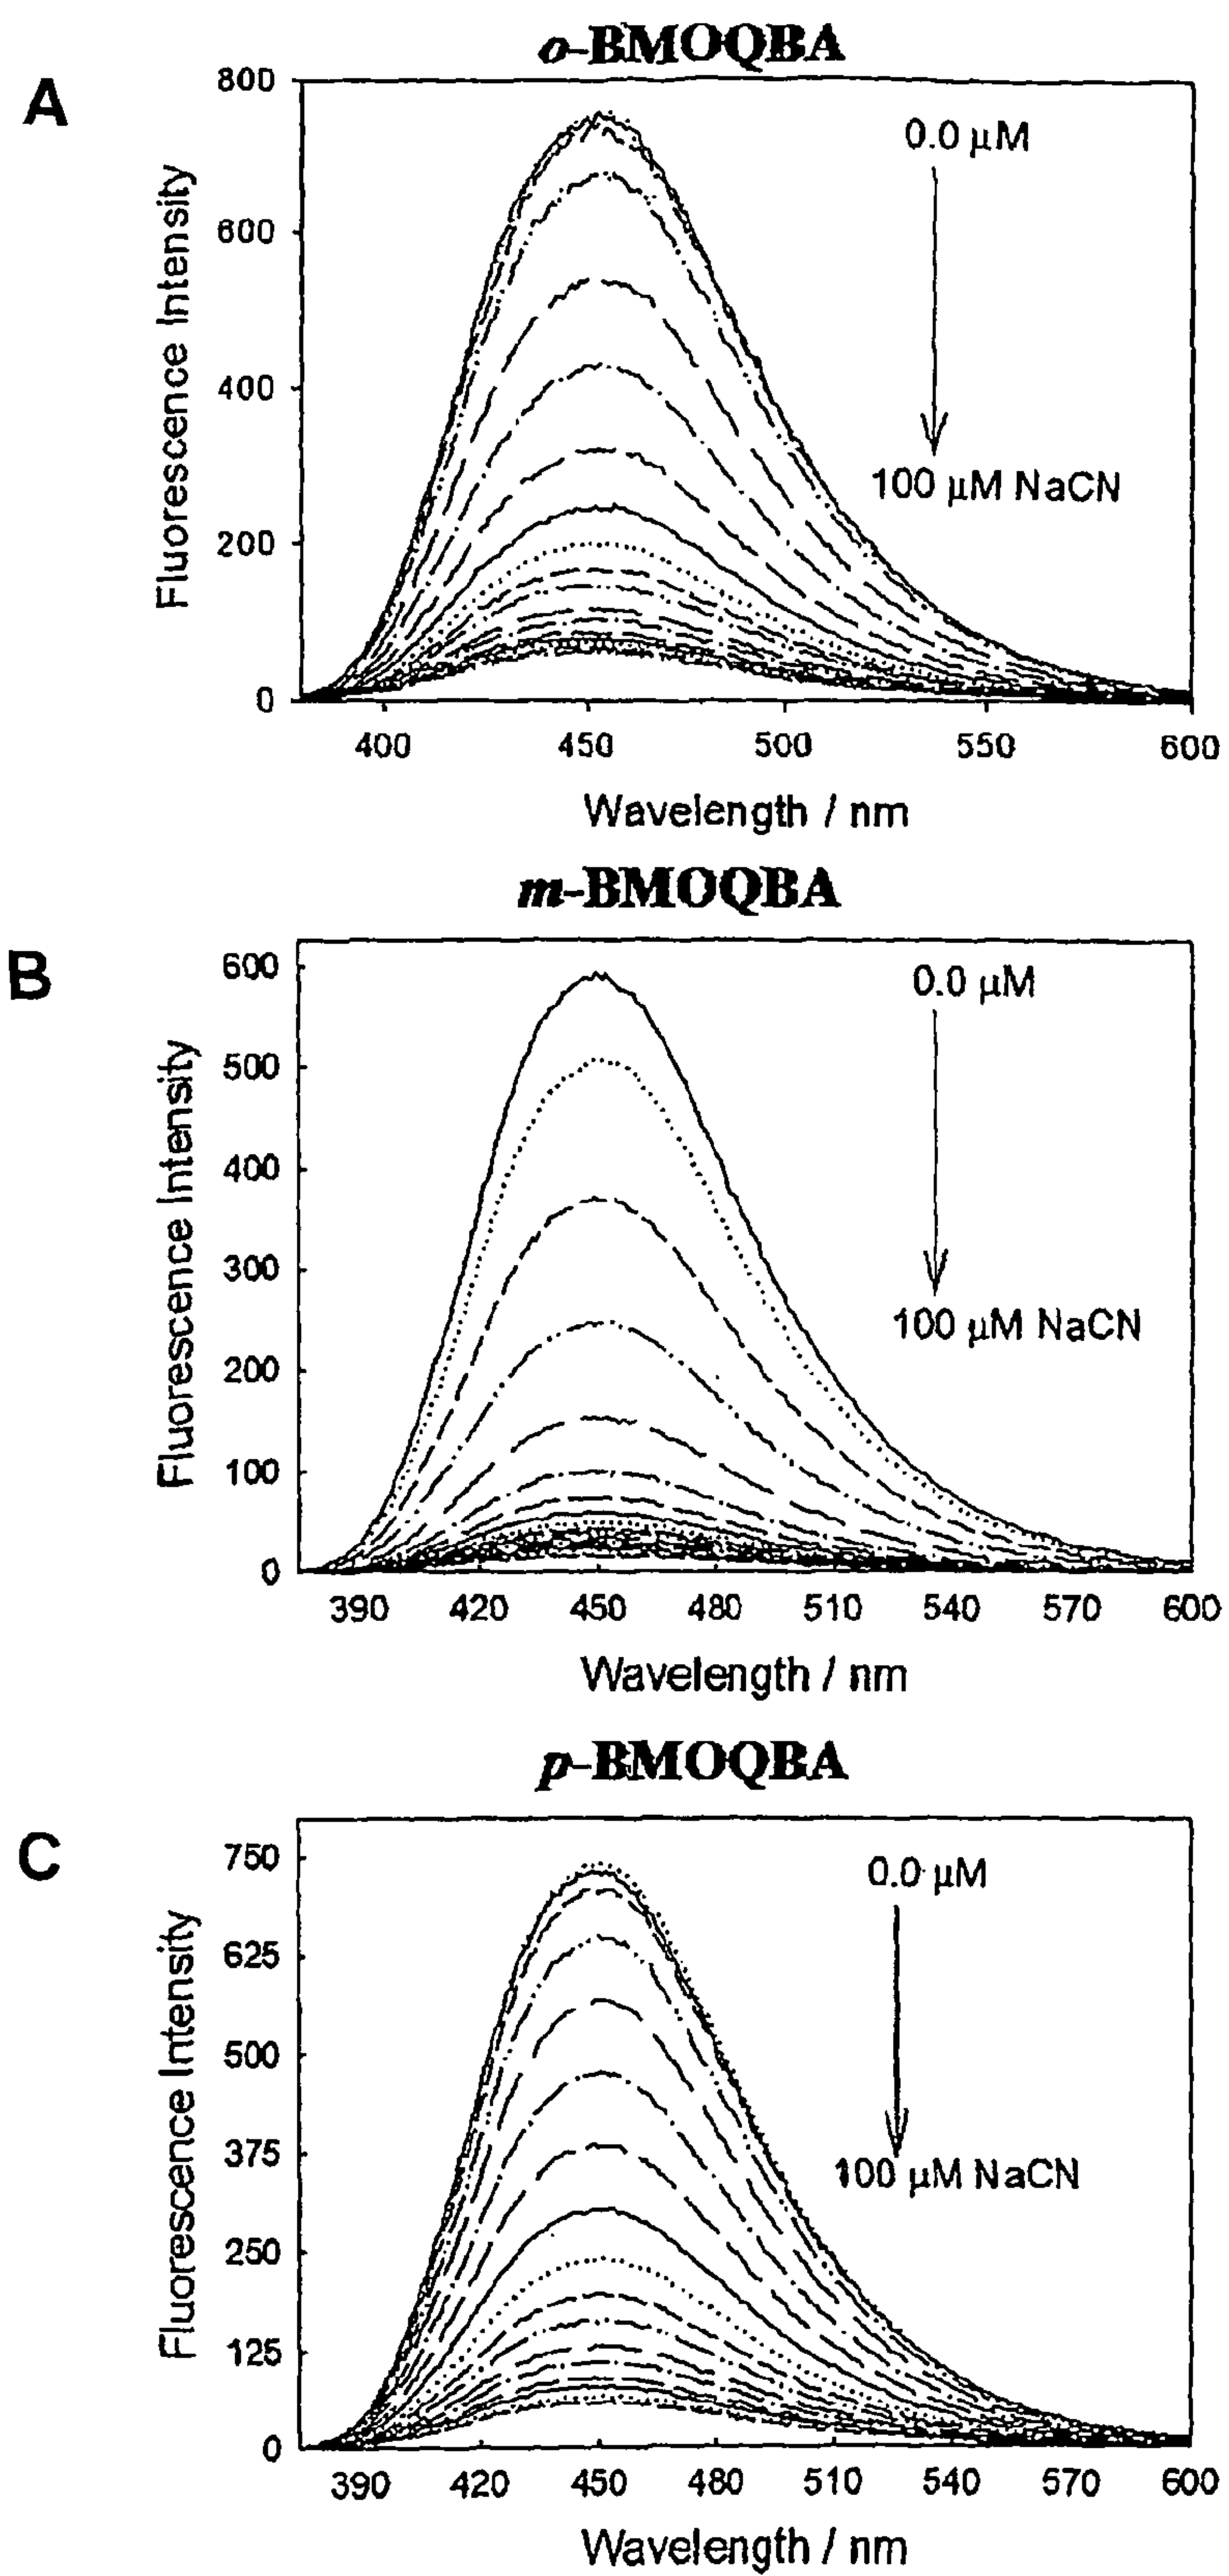 o-BMOQBA
A
800
600
400
200
0
Fluorescence Intensity
0.0 µM
100 µM NaCN
400 450 500 550 600
Wavelength / nm
m-BMOQBA
B
600
500
400
300
200
100
0
Fluorescence Intensity
0.0 µM
100 µM NaCN
390 420 450 480 510 540 570 600
Wavelength / nm
p-BMOQBA
C
750
625
500
375
250
125
0
Fluorescence Intensity
0.0 µM
100 µM NaCN
390 420 450 480 510 540 570 600
Wavelength / nm